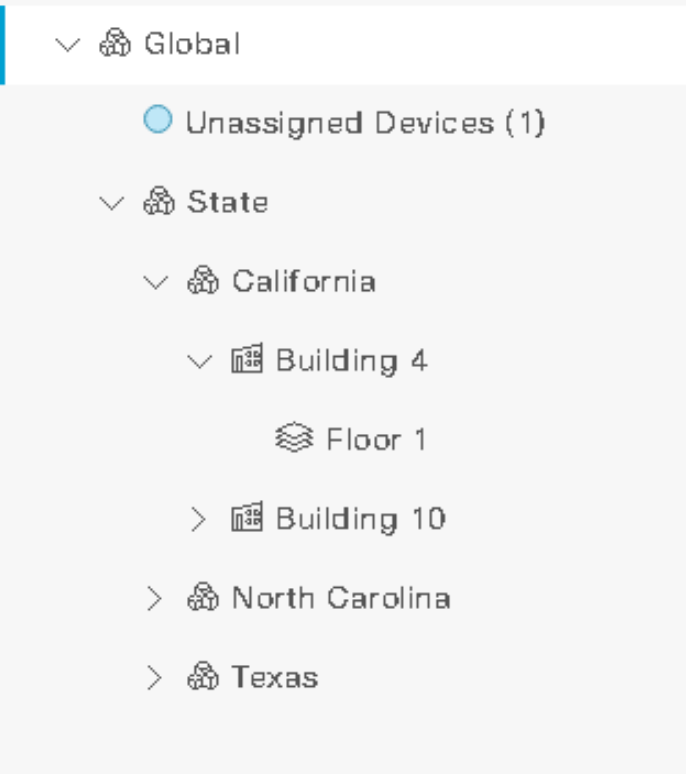 Global
Unassigned Devices (1)
State
California
Building 4
Floor 1
Building 10
North Carolina
Texas